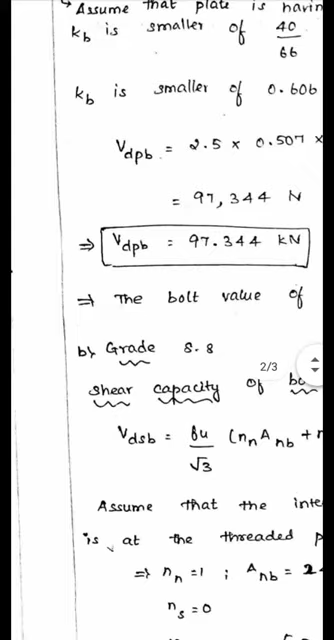 Assume that plate is havin
kb is smaller of 40/66
kb is smaller of 0.606
Vdpb = 2.5 x 0.507 x
= 97,344 N
⇒ Vdpb = 97.344 kN
⇒ The bolt value of
b) Grade 8.8
2/3
Shear capacity of bo
Vdsb = fu/√3 (nn Anb + n
Assume that the inte
is at the threaded p
⇒ nn = 1 ; Anb = 24
ns = 0